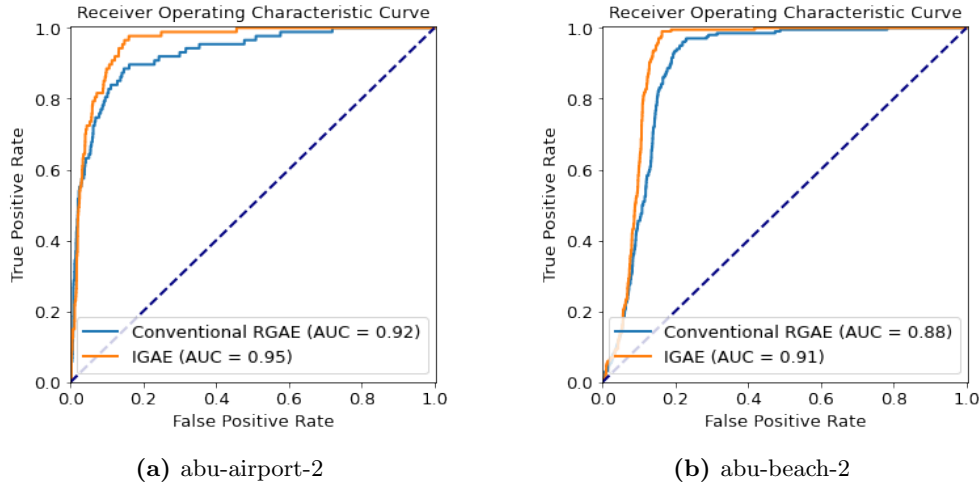 Receiver Operating Characteristic Curve
1.0
0.8
0.6
0.4
0.2
0.0
True Positive Rate
Conventional RGAE (AUC = 0.92)
IGAE (AUC = 0.95)
0.0 0.2 0.4 0.6 0.8 1.0
False Positive Rate
(a) abu-airport-2
Receiver Operating Characteristic Curve
1.0
0.8
0.6
0.4
0.2
0.0
True Positive Rate
Conventional RGAE (AUC = 0.88)
IGAE (AUC = 0.91)
0.0 0.2 0.4 0.6 0.8 1.0
False Positive Rate
(b) abu-beach-2